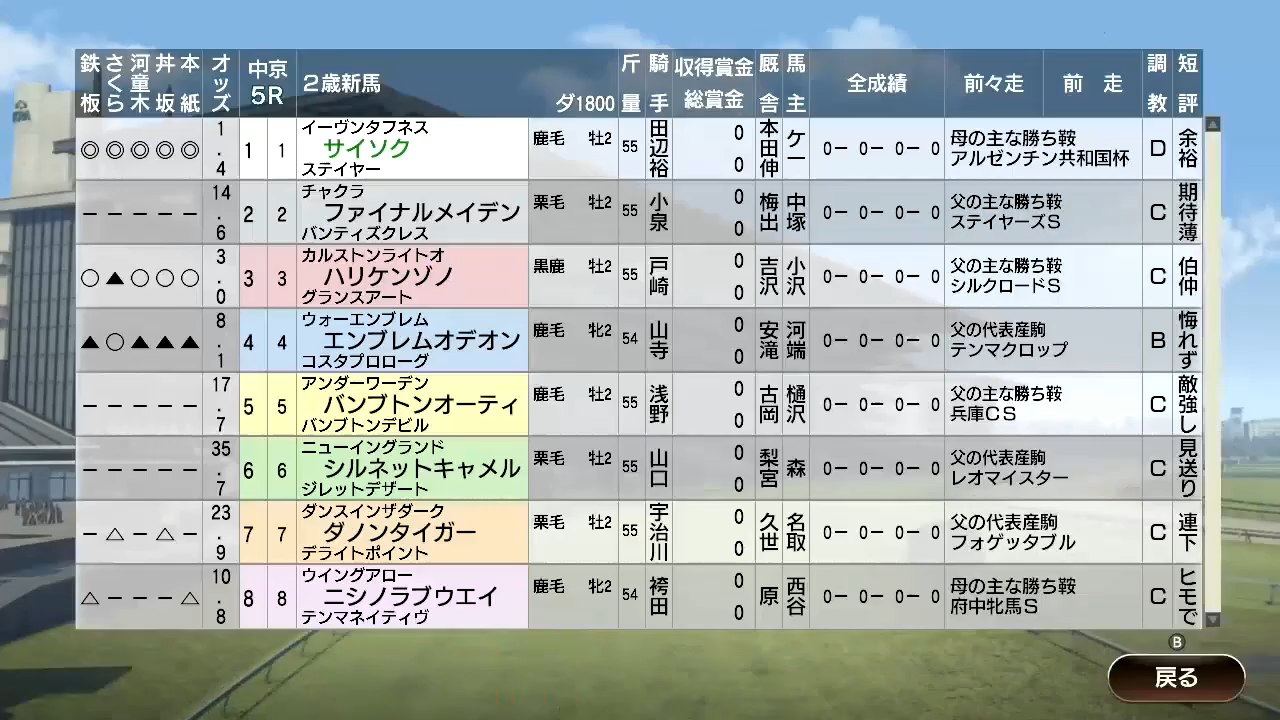 鉄板 さくら 河童木 井坂 本紙 オッズ 中京 5R 2歳新馬 ダ1800 斤量 騎手 収得賞金 総賞金 厩舎 馬主 全成績 前々走 前 走 調教 短評
◎ ◎ ◎ ◎ ◎ 1.4 1 1 イーヴンタフネス サイソク ステイヤー 鹿毛 牡2 55 田辺裕 0 0 本田伸 ケー 0- 0- 0- 0 母の主な勝ち鞍 アルゼンチン共和国杯 D 余裕
- - - - - 14.6 2 2 チャクラ ファイナルメイデン バンティズクレス 栗毛 牡2 55 小泉 0 0 梅出 中塚 0- 0- 0- 0 父の主な勝ち鞍 ステイヤーズS C 期待薄
○ ▲ ○ ○ ○ 3.0 3 3 カルストンライトオ ハリケンゾノ グランスアート 黒鹿 牡2 55 戸崎 0 0 吉沢 小沢 0- 0- 0- 0 父の主な勝ち鞍 シルクロードS C 伯仲
▲ ○ ▲ ▲ ▲ 8.1 4 4 ウォーエンブレム エンブレムオデオン コスタプロローグ 鹿毛 牝2 54 山寺 0 0 安滝 河端 0- 0- 0- 0 父の代表産駒 テンマクロップ B 悔れず
- - - - - 17.7 5 5 アンダーワーデン バンブトンオーティ バンブトンデビル 鹿毛 牡2 55 浅野 0 0 古岡 樋沢 0- 0- 0- 0 父の主な勝ち鞍 兵庫CS C 敵強し
- - - - - 35.7 6 6 ニューイングランド シルネットキャメル ジレットデザート 栗毛 牡2 55 山口 0 0 梨宮 森 0- 0- 0- 0 父の代表産駒 レオマイスター C 見送り
- △ - △ - 23.9 7 7 ダンスインザダーク ダノンタイガー デライトポイント 栗毛 牡2 55 宇治川 0 0 久世 名取 0- 0- 0- 0 父の代表産駒 フォゲッタブル C 連下
△ - - - △ 10.8 8 8 ウイングアロー ニシノラブウエイ テンマネイティヴ 鹿毛 牝2 54 袴田 0 0 原 西谷 0- 0- 0- 0 母の主な勝ち鞍 府中牝馬S C ヒモで
B
戻る